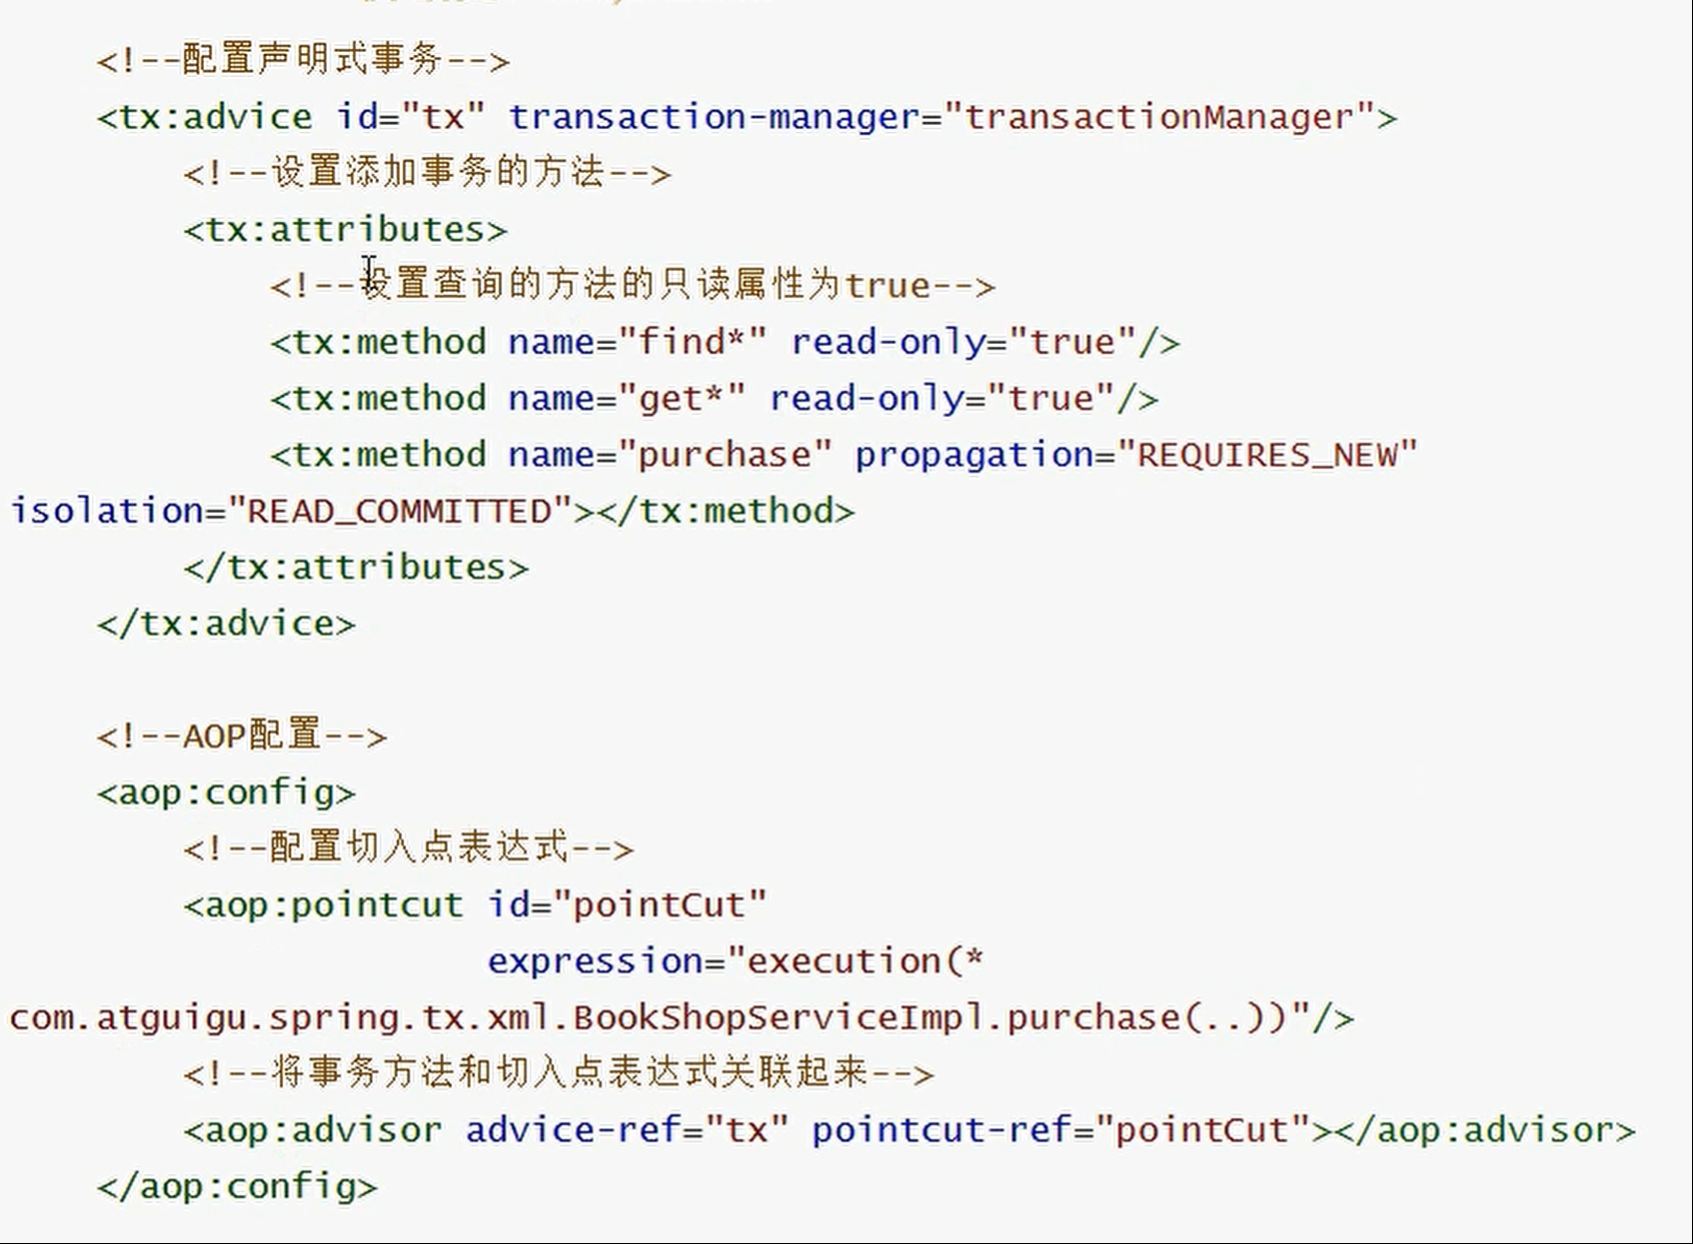 <!--配置声明式事务-->
<tx:advice id="tx" transaction-manager="transactionManager">
<!--设置添加事务的方法-->
<tx:attributes>
<!--设置查询的方法的只读属性为true-->
<tx:method name="find*" read-only="true"/>
<tx:method name="get*" read-only="true"/>
<tx:method name="purchase" propagation="REQUIRES_NEW"
isolation="READ_COMMITTED"></tx:method>
</tx:attributes>
</tx:advice>
<!--AOP配置-->
<aop:config>
<!--配置切入点表达式-->
<aop:pointcut id="pointCut"
expression="execution(*
com.atguigu.spring.tx.xml.BookShopServiceImpl.purchase(..))"/>
<!--将事务方法和切入点表达式关联起来-->
<aop:advisor advice-ref="tx" pointcut-ref="pointCut"></aop:advisor>
</aop:config>